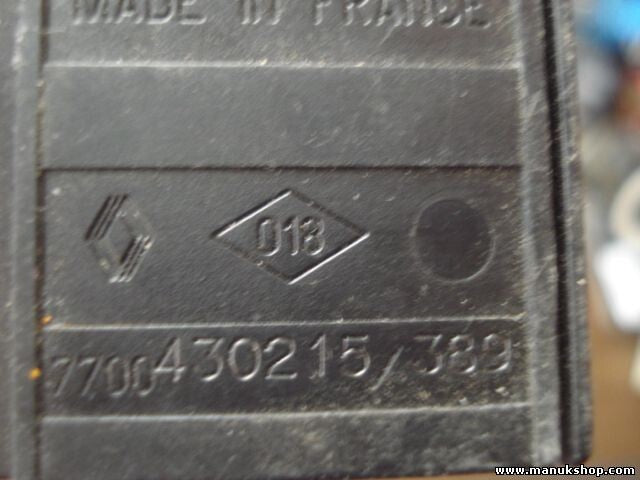 MADE IN FRANCE
018
7700430215/389
www.manukshop.com